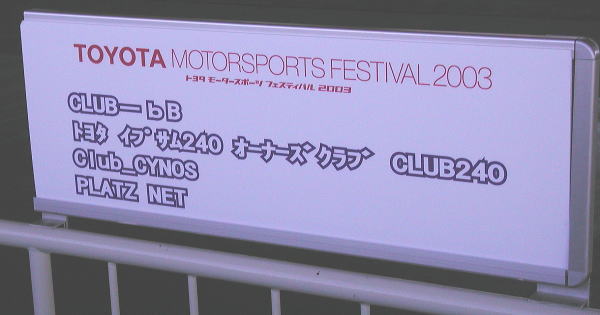 TOYOTA MOTORSPORTS FESTIVAL 2003
トヨタ モータースポーツ フェスティバル 2003
CLUB―bB
トヨタ イプサム240 オーナーズクラブ CLUB240
Club_CYNOS
PLATZ NET